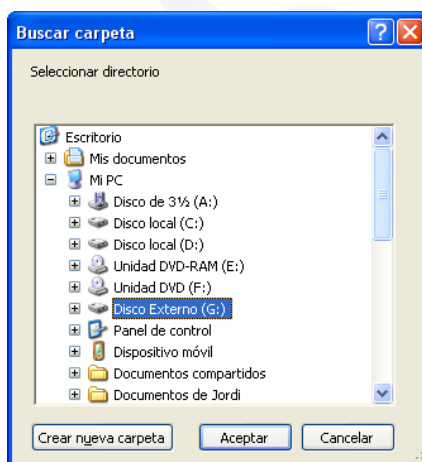 Buscar carpeta
Seleccionar directorio
Escritorio
Mis documentos
Mi PC
Disco de 3½ (A:)
Disco local (C:)
Disco local (D:)
Unidad DVD-RAM (E:)
Unidad DVD (F:)
Disco Externo (G:)
Panel de control
Dispositivo móvil
Documentos compartidos
Documentos de Jordi
Crear nueva carpeta Aceptar Cancelar